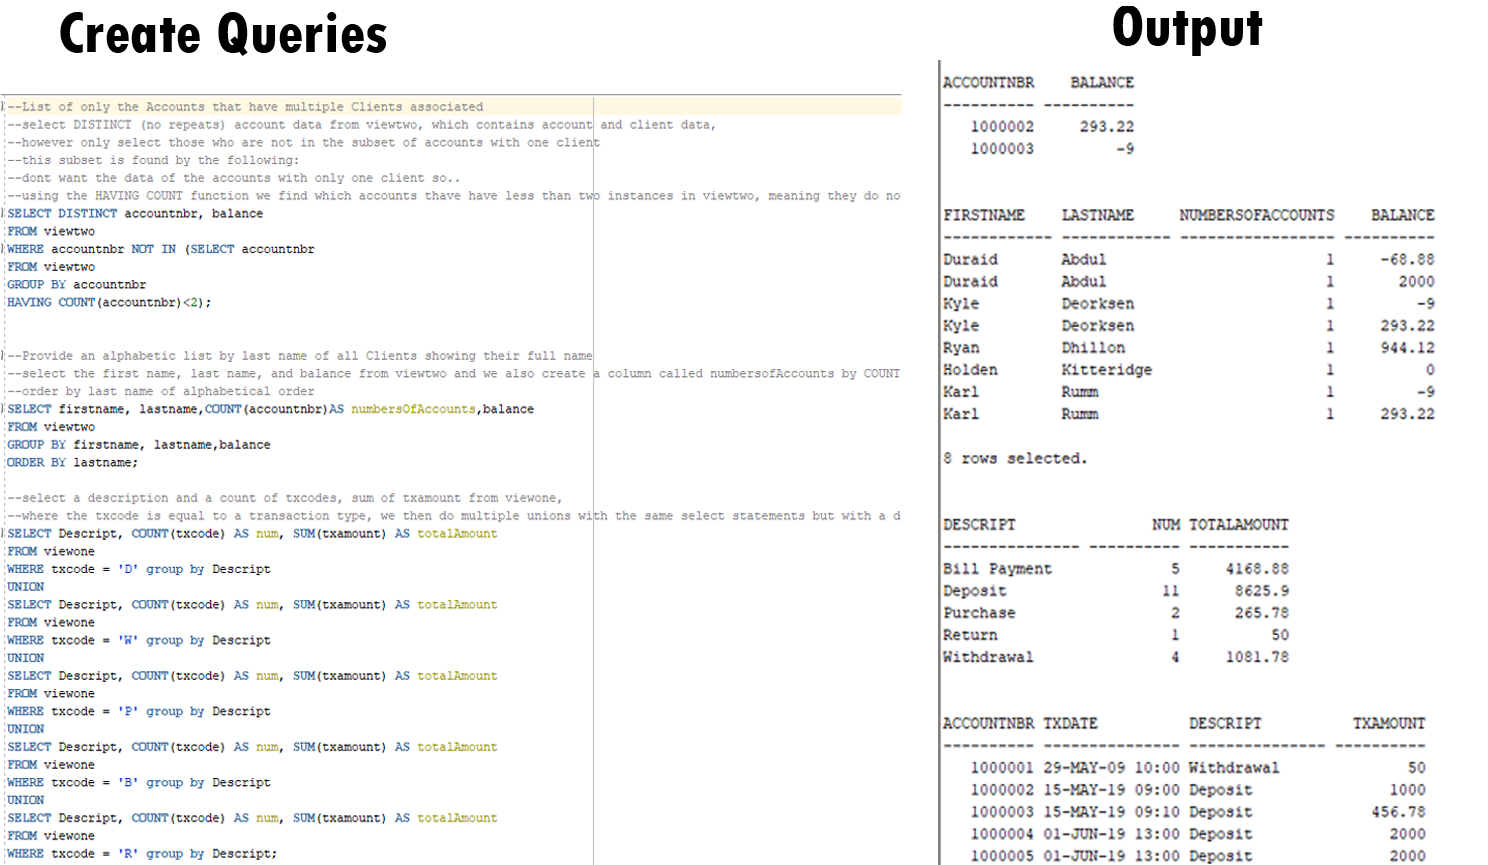 Create Queries
--List of only the Accounts that have multiple Clients associated
--select DISTINCT (no repeats) account data from viewtwo, which contains account and client data,
--however only select those who are not in the subset of accounts with one client
--this subset is found by the following:
--dont want the data of the accounts with only one client so..
--using the HAVING COUNT function we find which accounts thave have less than two instances in viewtwo, meaning they do no
SELECT DISTINCT accountnbr, balance
FROM viewtwo
WHERE accountnbr NOT IN (SELECT accountnbr
FROM viewtwo
GROUP BY accountnbr
HAVING COUNT(accountnbr)<2);
--Provide an alphabetic list by last name of all Clients showing their full name
--select the first name, last name, and balance from viewtwo and we also create a column called numbersofAccounts by COUNT
--order by last name of alphabetical order
SELECT firstname, lastname,COUNT(accountnbr)AS numbersOfAccounts,balance
FROM viewtwo
GROUP BY firstname, lastname,balance
ORDER BY lastname;
--select a description and a count of txcodes, sum of txamount from viewone,
--where the txcode is equal to a transaction type, we then do multiple unions with the same select statements but with a d
SELECT Descript, COUNT(txcode) AS num, SUM(txamount) AS totalAmount
FROM viewone
WHERE txcode = 'D' group by Descript
UNION
SELECT Descript, COUNT(txcode) AS num, SUM(txamount) AS totalAmount
FROM viewone
WHERE txcode = 'W' group by Descript
UNION
SELECT Descript, COUNT(txcode) AS num, SUM(txamount) AS totalAmount
FROM viewone
WHERE txcode = 'P' group by Descript
UNION
SELECT Descript, COUNT(txcode) AS num, SUM(txamount) AS totalAmount
FROM viewone
WHERE txcode = 'B' group by Descript
UNION
SELECT Descript, COUNT(txcode) AS num, SUM(txamount) AS totalAmount
FROM viewone
WHERE txcode = 'R' group by Descript;
Output
ACCOUNTNBR BALANCE
---------- ----------
1000002 293.22
1000003 -9
FIRSTNAME LASTNAME NUMBERSOFACCOUNTS BALANCE
------------ ------------ ----------------- ----------
Duraid Abdul 1 -68.88
Duraid Abdul 1 2000
Kyle Deorksen 1 -9
Kyle Deorksen 1 293.22
Ryan Dhillon 1 944.12
Holden Kitteridge 1 0
Karl Rumm 1 -9
Karl Rumm 1 293.22
8 rows selected.
DESCRIPT NUM TOTALAMOUNT
--------------- ---------- -----------
Bill Payment 5 4168.88
Deposit 11 8625.9
Purchase 2 265.78
Return 1 50
Withdrawal 4 1081.78
ACCOUNTNBR TXDATE DESCRIPT TXAMOUNT
---------- --------------- --------------- ----------
1000001 29-MAY-09 10:00 Withdrawal 50
1000002 15-MAY-19 09:00 Deposit 1000
1000003 15-MAY-19 09:10 Deposit 456.78
1000004 01-JUN-19 13:00 Deposit 2000
1000005 01-JUN-19 13:00 Deposit 2000